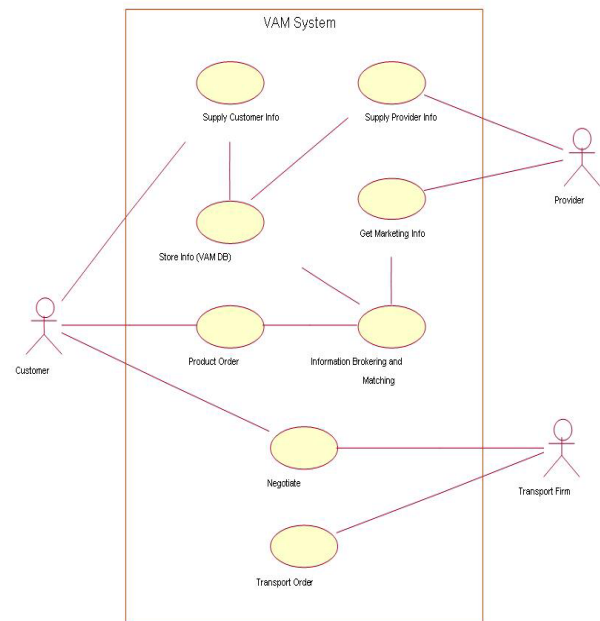 VAM System
Supply Customer Info
Supply Provider Info
Provider
Get Marketing Info
Store Info (VAM DB)
Customer
Product Order
Information Brokering and
Matching
Negotiate
Transport Firm
Transport Order